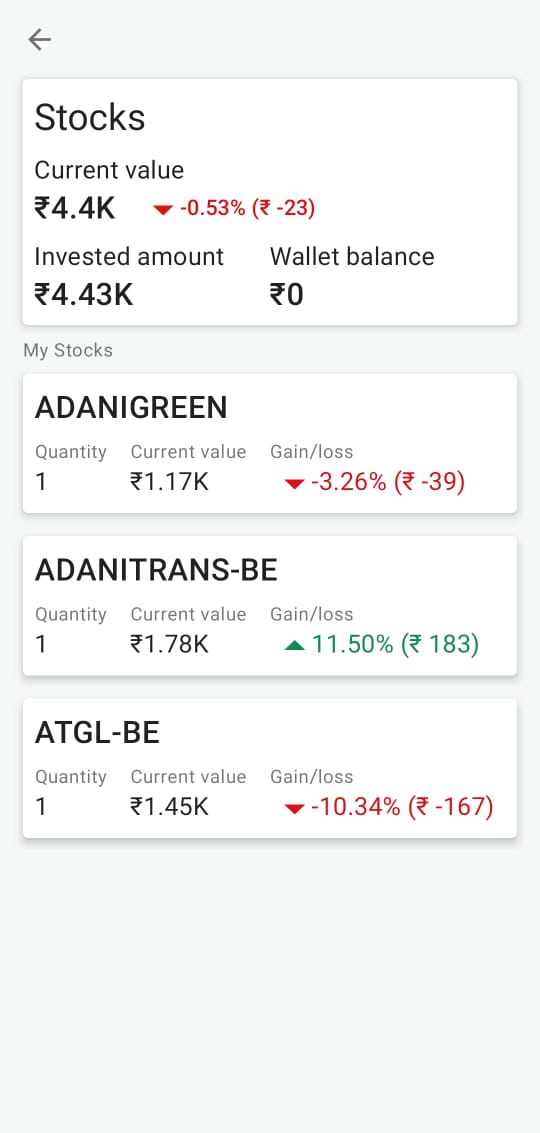 Stocks
Current value
₹4.4K -0.53% (₹ -23)
Invested amount Wallet balance
₹4.43K ₹0
My Stocks
ADANIGREEN
Quantity Current value Gain/loss
1 ₹1.17K -3.26% (₹ -39)
ADANITRANS-BE
Quantity Current value Gain/loss
1 ₹1.78K 11.50% (₹ 183)
ATGL-BE
Quantity Current value Gain/loss
1 ₹1.45K -10.34% (₹ -167)